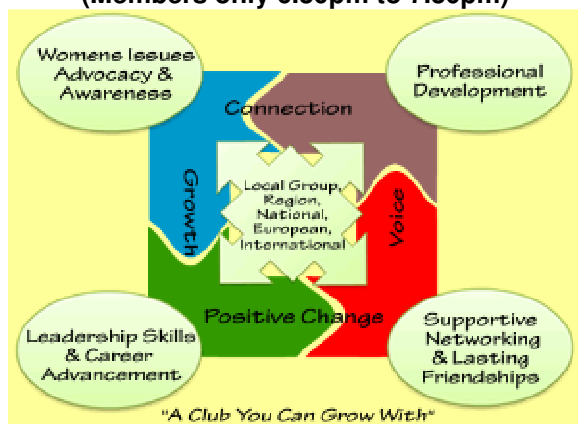 (Members only 6.30pm to 7.30pm)
Womens Issues
Advocacy &
Awareness
Professional
Development
Connection
Growth
Local Group,
Region,
National,
European,
International
Voice
Positive Change
Leadership Skills
& Career
Advancement
Supportive
Networking
& Lasting
Friendships
"A Club You Can Grow With"